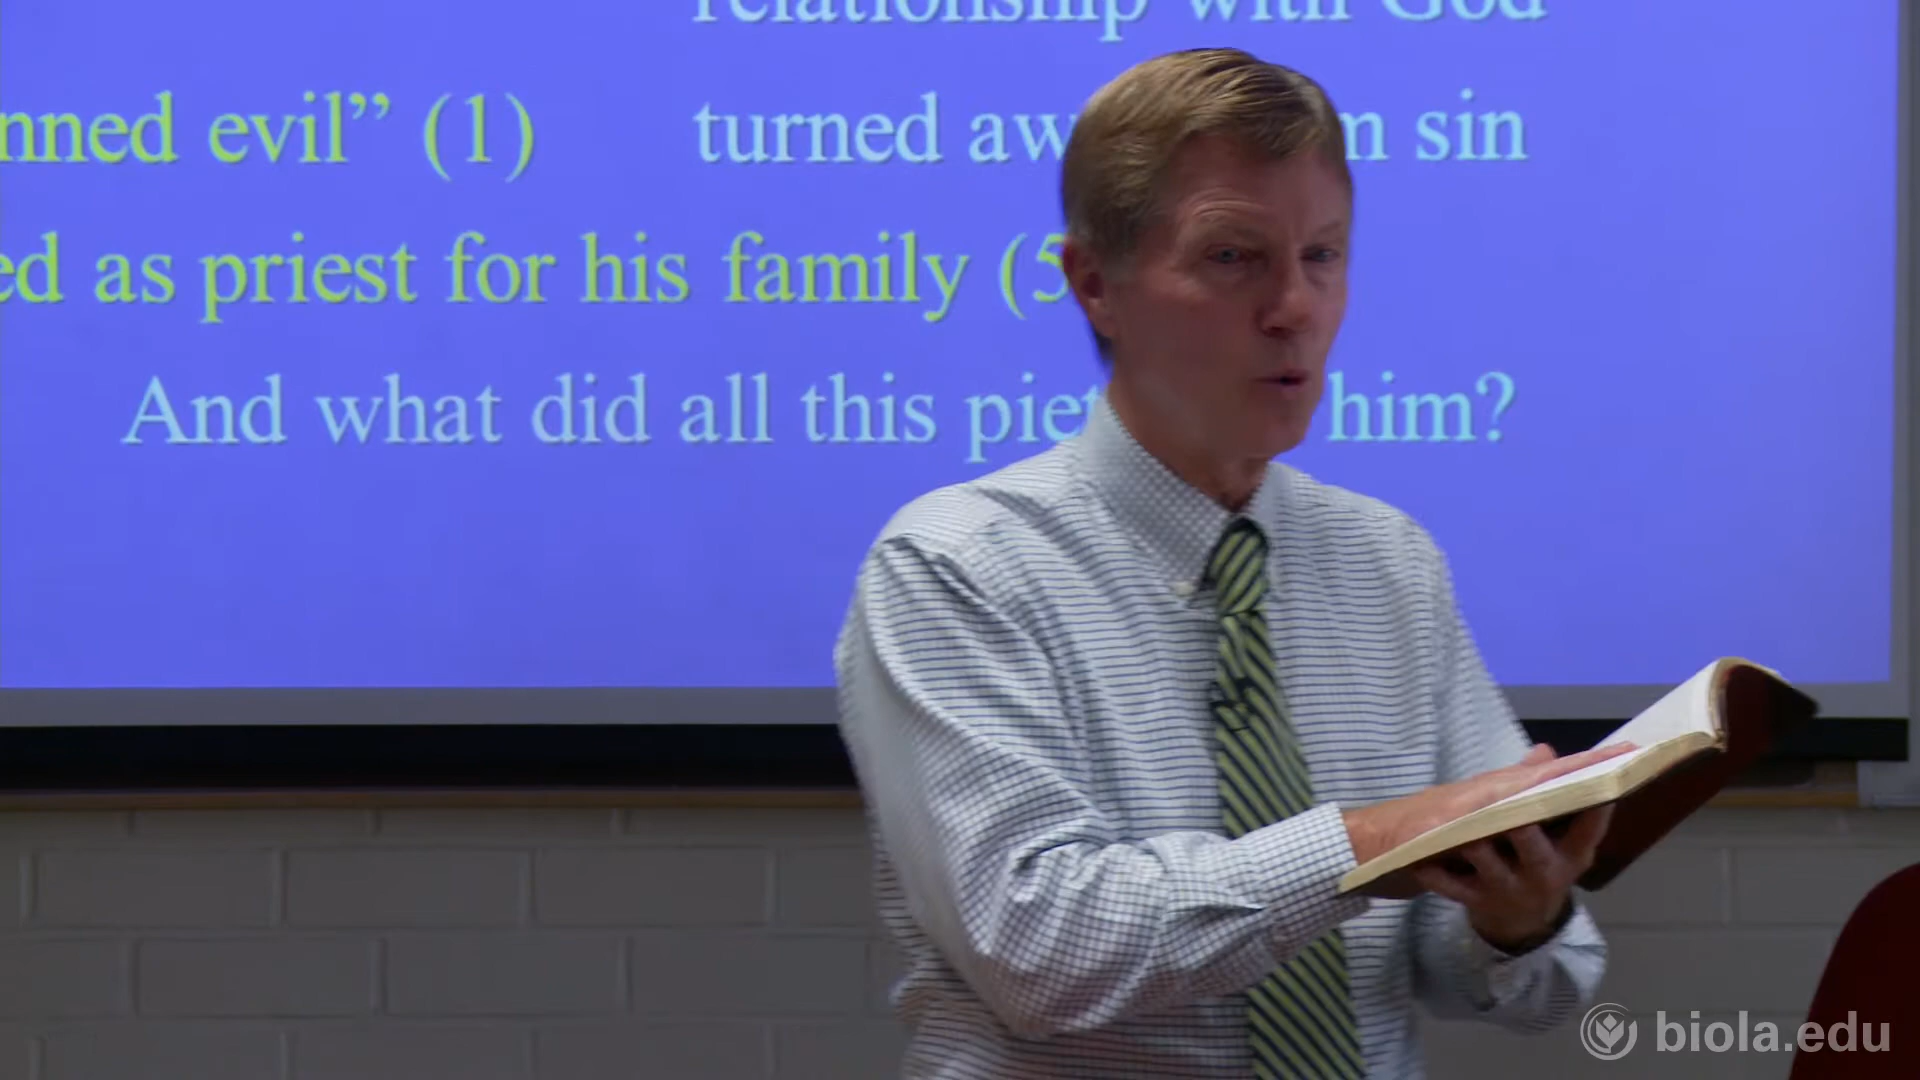 relationship with God
nned evil” (1) turned aw m sin
ed as priest for his family (5
And what did all this piet him?
biola.edu